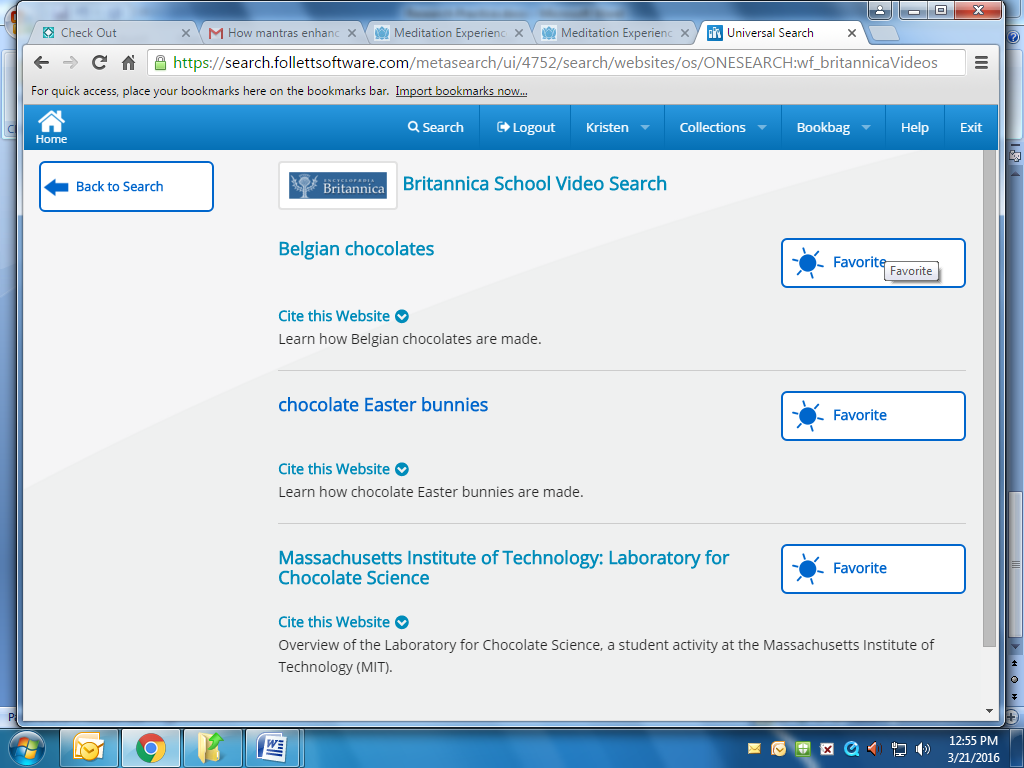 Check Out
How mantras enhanc
Meditation Experienc
Meditation Experienc
Universal Search
https://search.follettsoftware.com/metasearch/ui/4752/search/websites/os/ONESEARCH:wf_britannicaVideos
For quick access, place your bookmarks here on the bookmarks bar. Import bookmarks now...
Home
Search
Logout
Kristen
Collections
Bookbag
Help
Exit
Back to Search
ENCYCLOPÆDIA
Britannica
Britannica School Video Search
Belgian chocolates
Favorite
Favorite
Cite this Website
Learn how Belgian chocolates are made.
chocolate Easter bunnies
Favorite
Cite this Website
Learn how chocolate Easter bunnies are made.
Massachusetts Institute of Technology: Laboratory for
Chocolate Science
Favorite
Cite this Website
Overview of the Laboratory for Chocolate Science, a student activity at the Massachusetts Institute of
Technology (MIT).
12:55 PM
3/21/2016